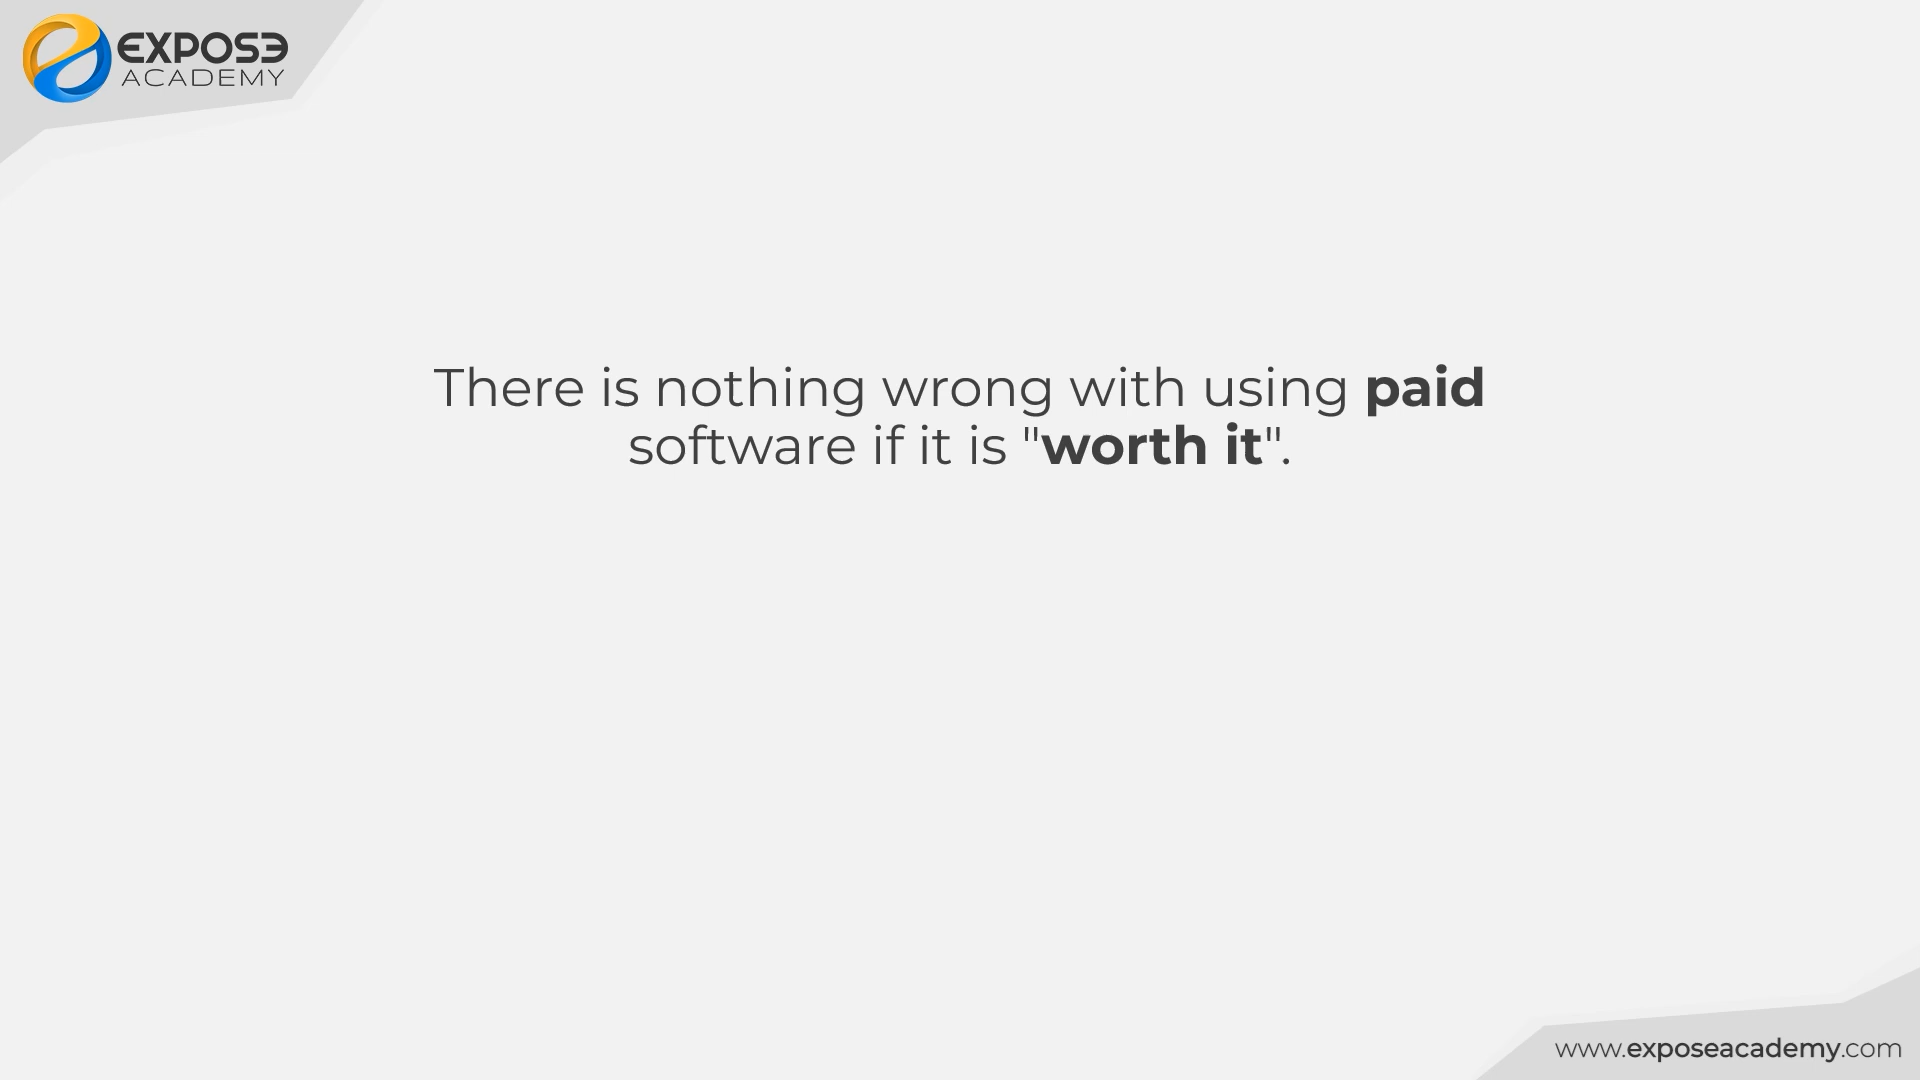 EXPOSE
ACADEMY
There is nothing wrong with using paid
software if it is "worth it".
www.exposeacademy.com